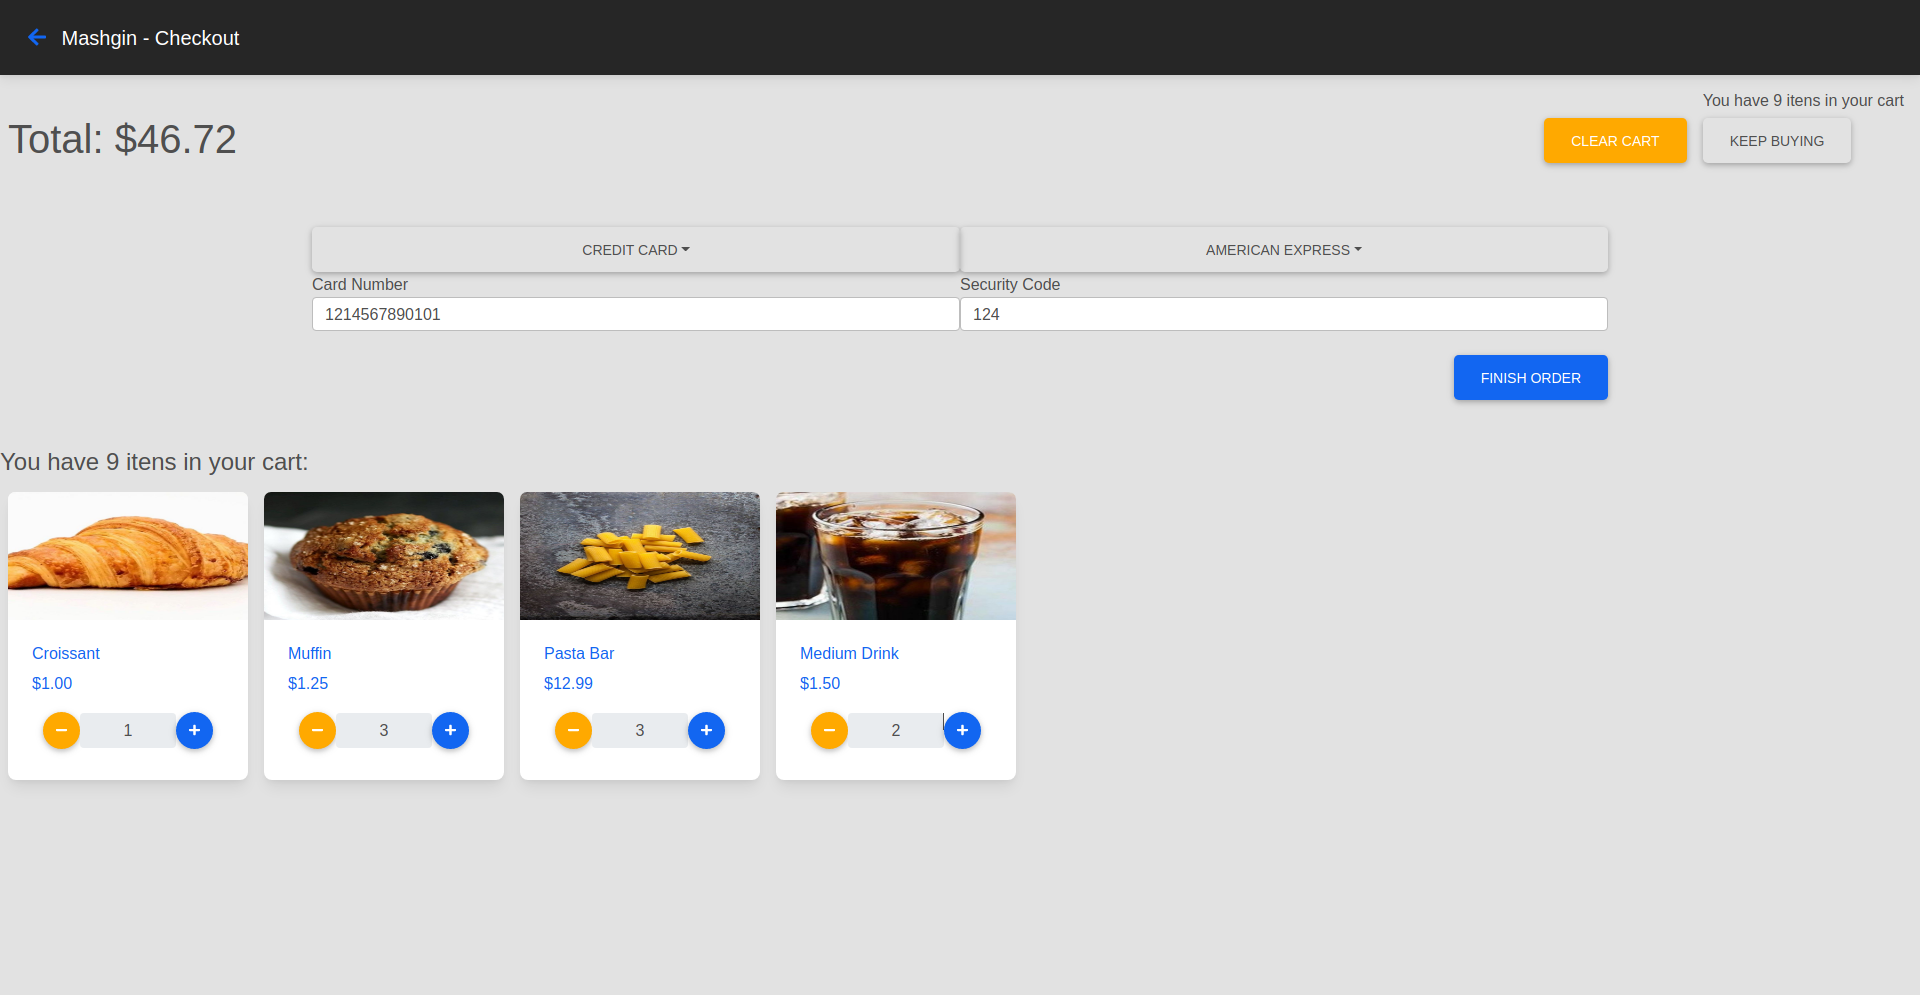 Mashgin - Checkout
You have 9 itens in your cart
Total: $46.72
CLEAR CART
KEEP BUYING
CREDIT CARD
AMERICAN EXPRESS
Card Number
Security Code
1214567890101
124
FINISH ORDER
You have 9 itens in your cart:
Croissant
$1.00
1
Muffin
$1.25
3
Pasta Bar
$12.99
3
Medium Drink
$1.50
2